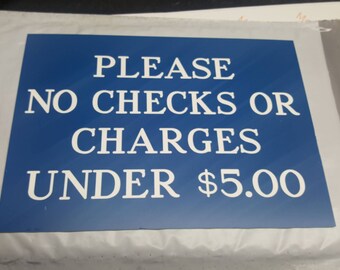 PLEASE
NO CHECKS OR
CHARGES
UNDER $5.00